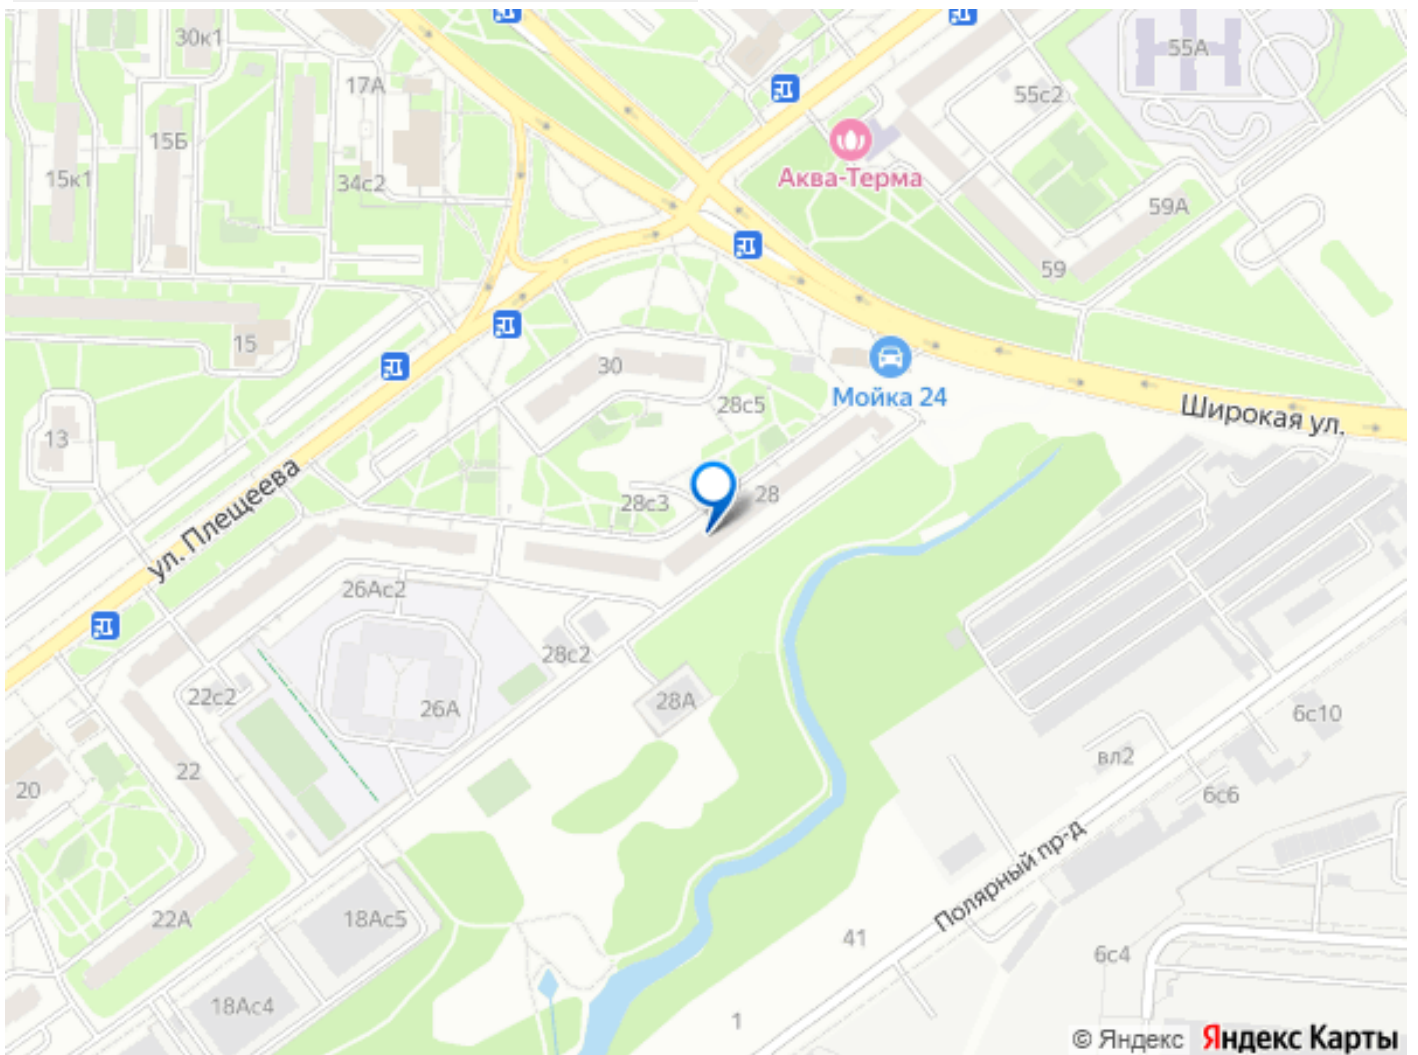 30к1
55А
17А
55с2
15Б
Аква-Терма
15к1
34с2
59А
59
15
30
Мойка 24
28с5
Широкая ул.
13
28
28с3
ул. Плещеева
26Ас2
28с2
22с2
26А
28А
6с10
вл2
22
20
6с6
Полярный пр-д
22А
18Ас5
41
6с4
18Ас4
1
© Яндекс Яндекс Карты